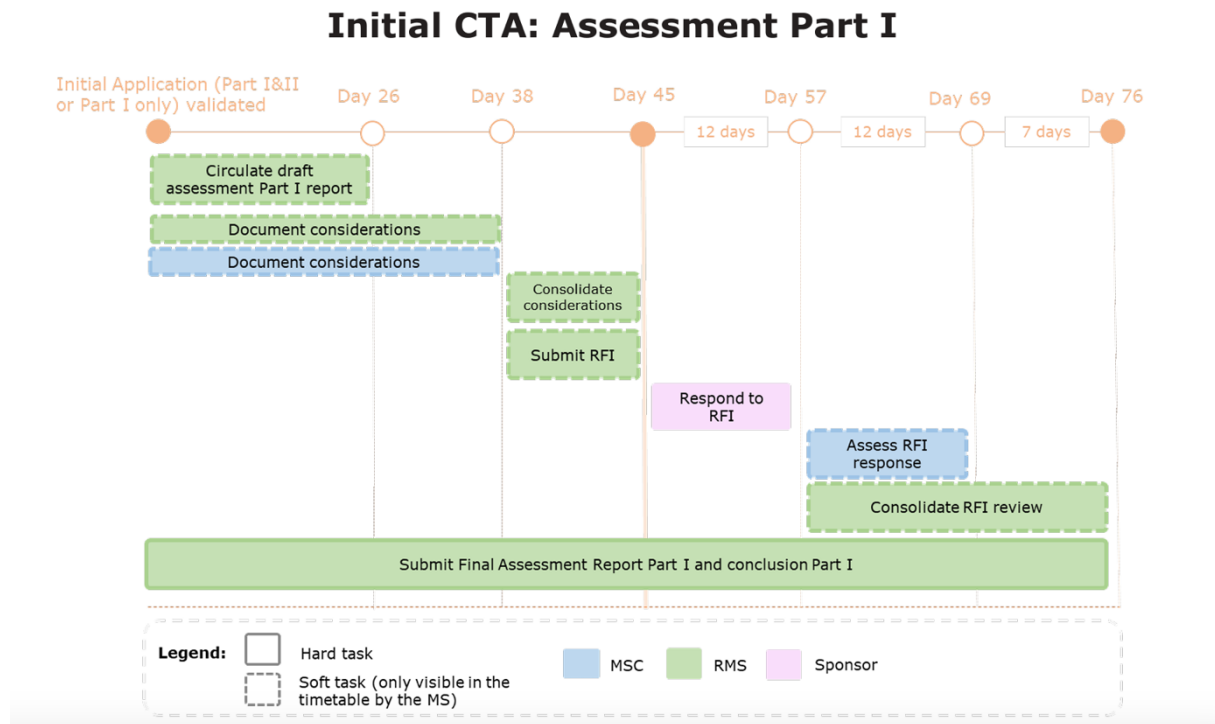 Initial CTA: Assessment Part I
Initial Application (Part I&II
or Part I only) validated
Day 26
Day 38
Day 45
Day 57
Day 69
Day 76
12 days
12 days
7 days
Circulate draft
assessment Part I report
Document considerations
Document considerations
Consolidate
considerations
Submit RFI
Respond to
RFI
Assess RFI
response
Consolidate RFI review
Submit Final Assessment Report Part I and conclusion Part I
Legend:
Hard task
Soft task (only visible in the
timetable by the MS)
MSC
RMS
Sponsor